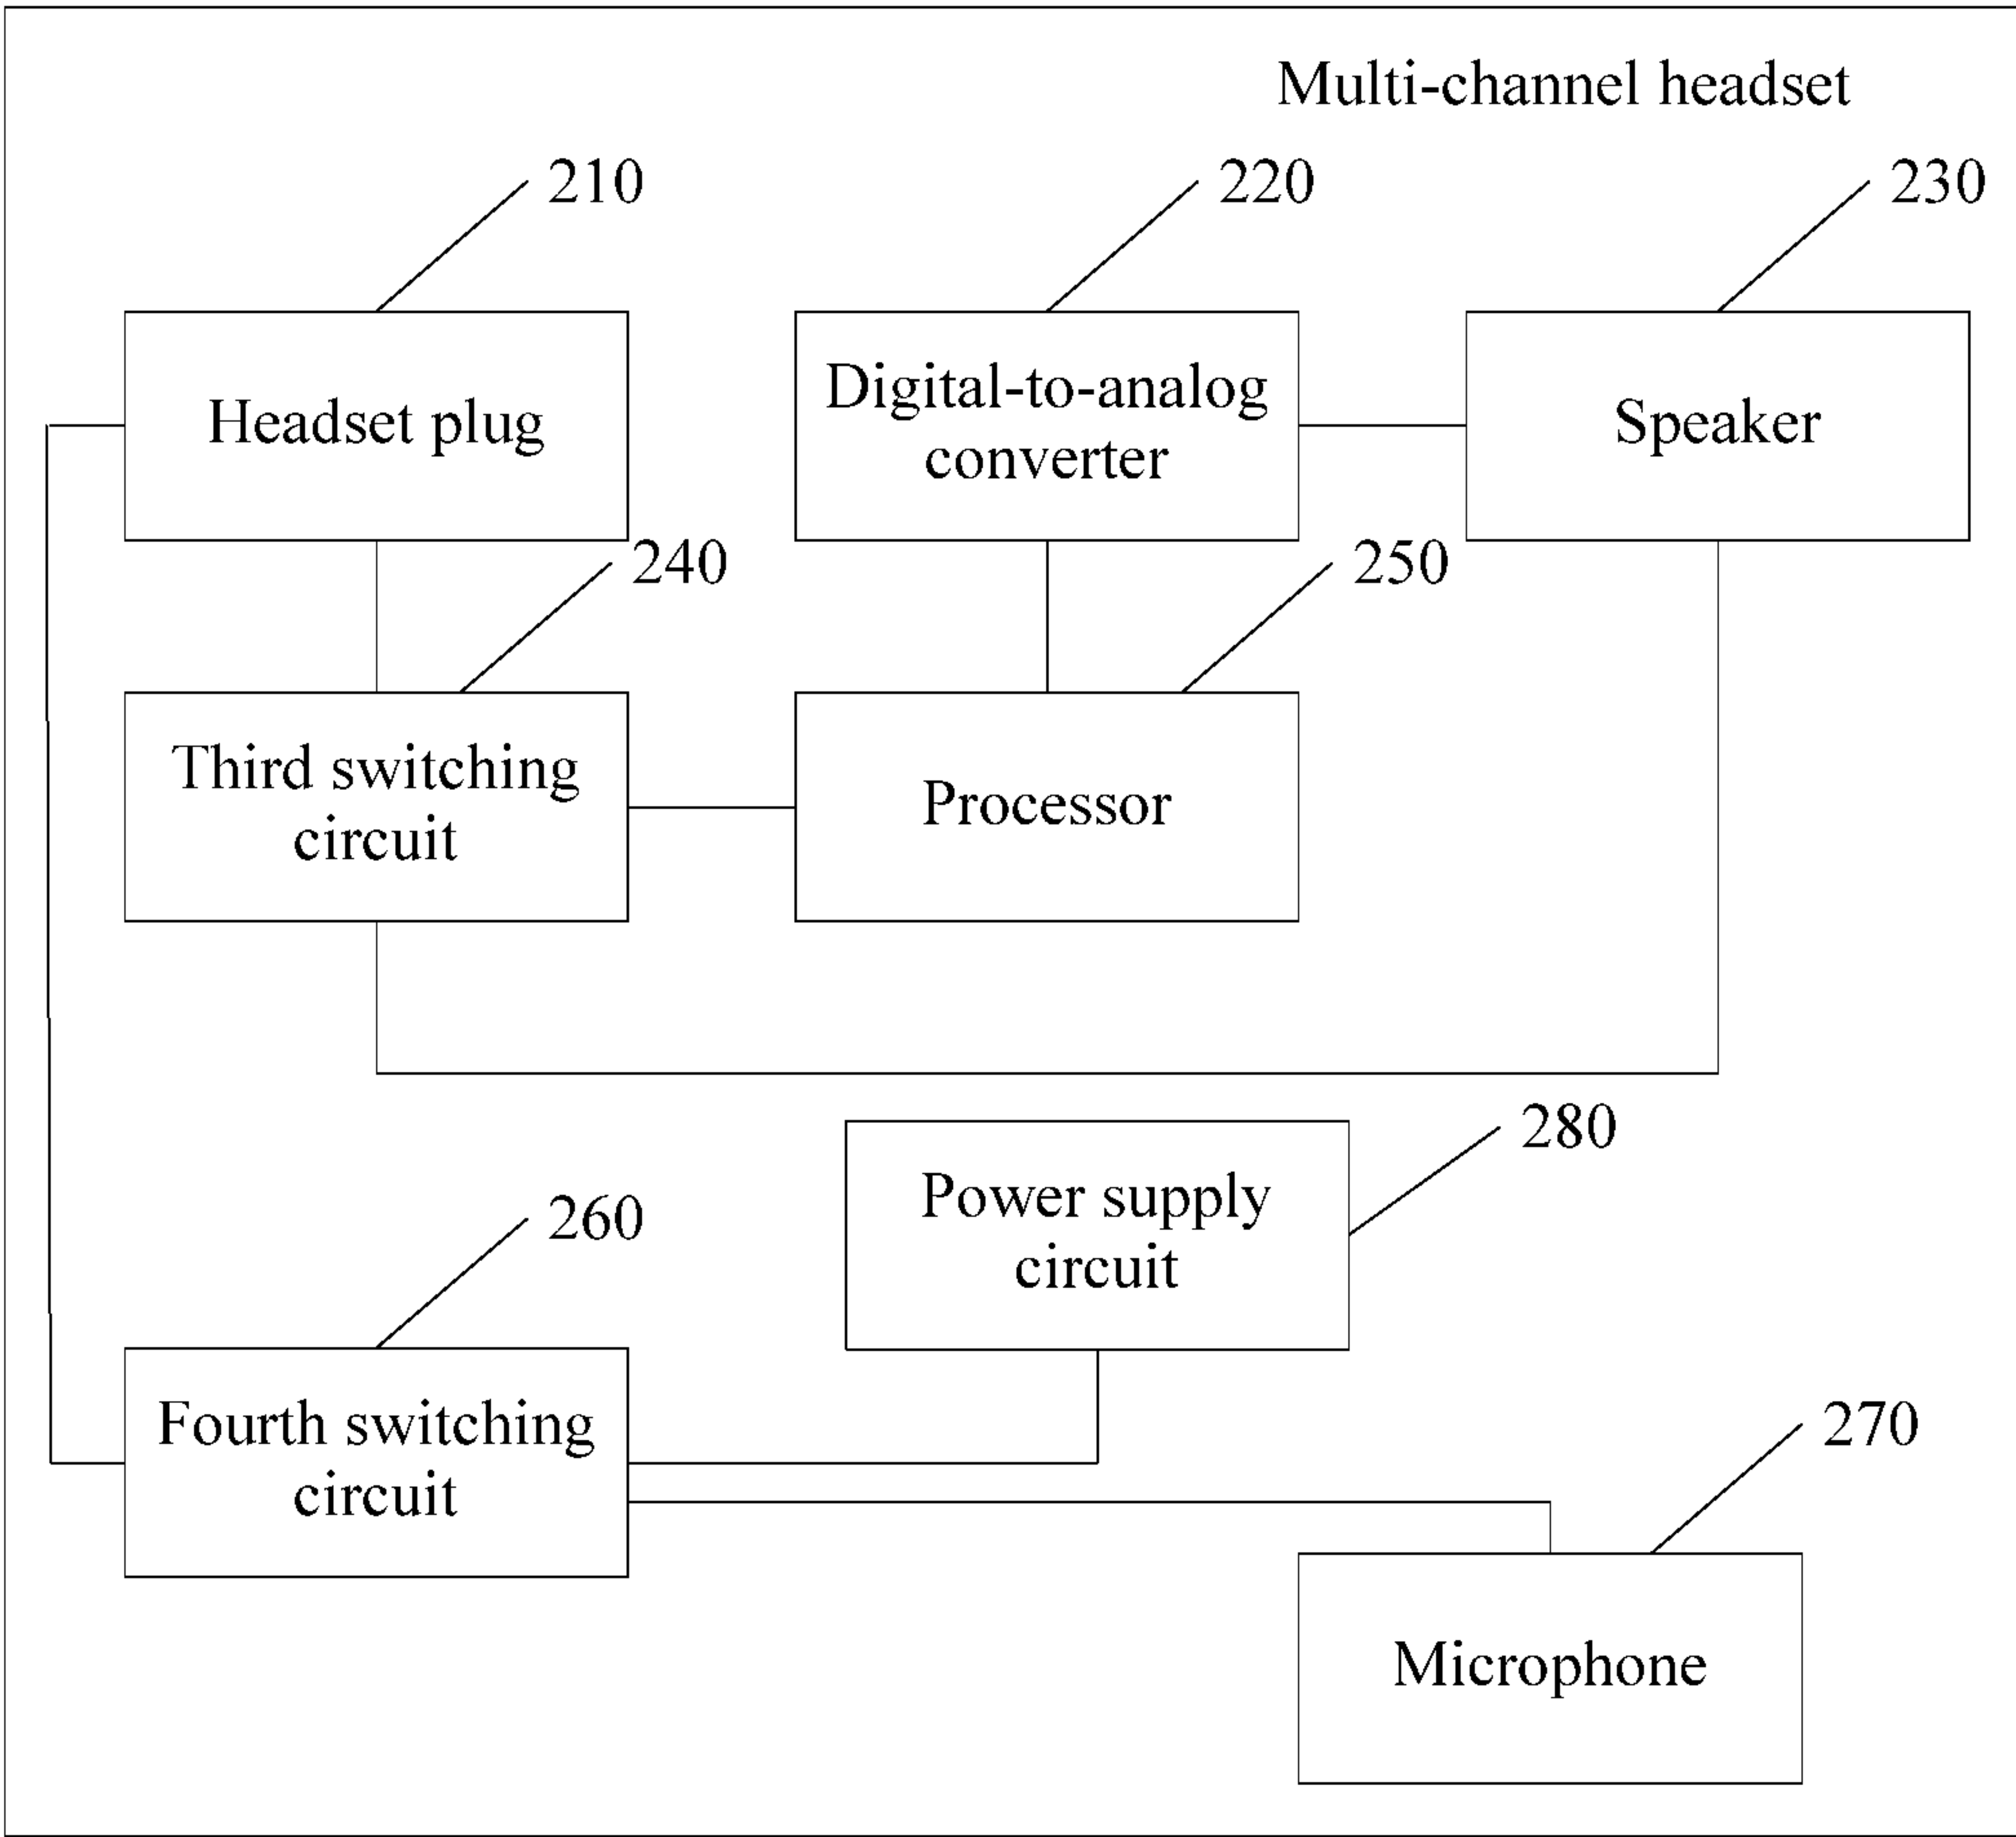 Multi-channel headset
210
220
230
Headset plug
Digital-to-analog
converter
Speaker
240
250
Third switching
circuit
Processor
280
Power supply
circuit
260
Fourth switching
circuit
270
Microphone